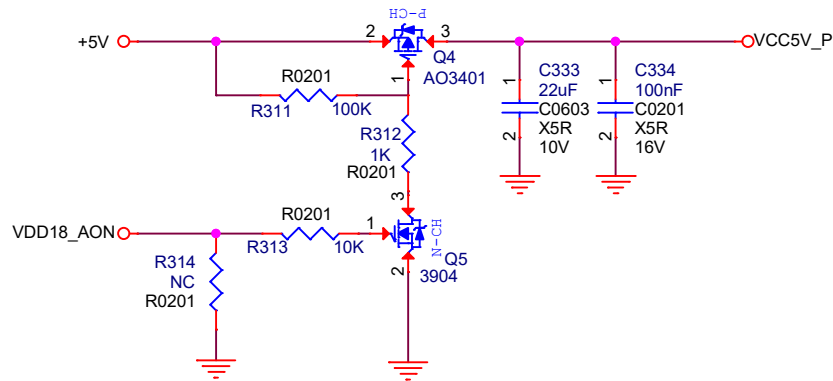 +5V
2
P-CH
3
VCC5V_P
Q4
AO3401
1
R0201
R311
100K
R312
1K
R0201
1
C333
22uF
C0603
2
X5R
10V
1
C334
100nF
C0201
2
X5R
16V
VDD18_AON
R0201
R313
10K
3
1
N-CH
Q5
2
3904
R314
NC
R0201